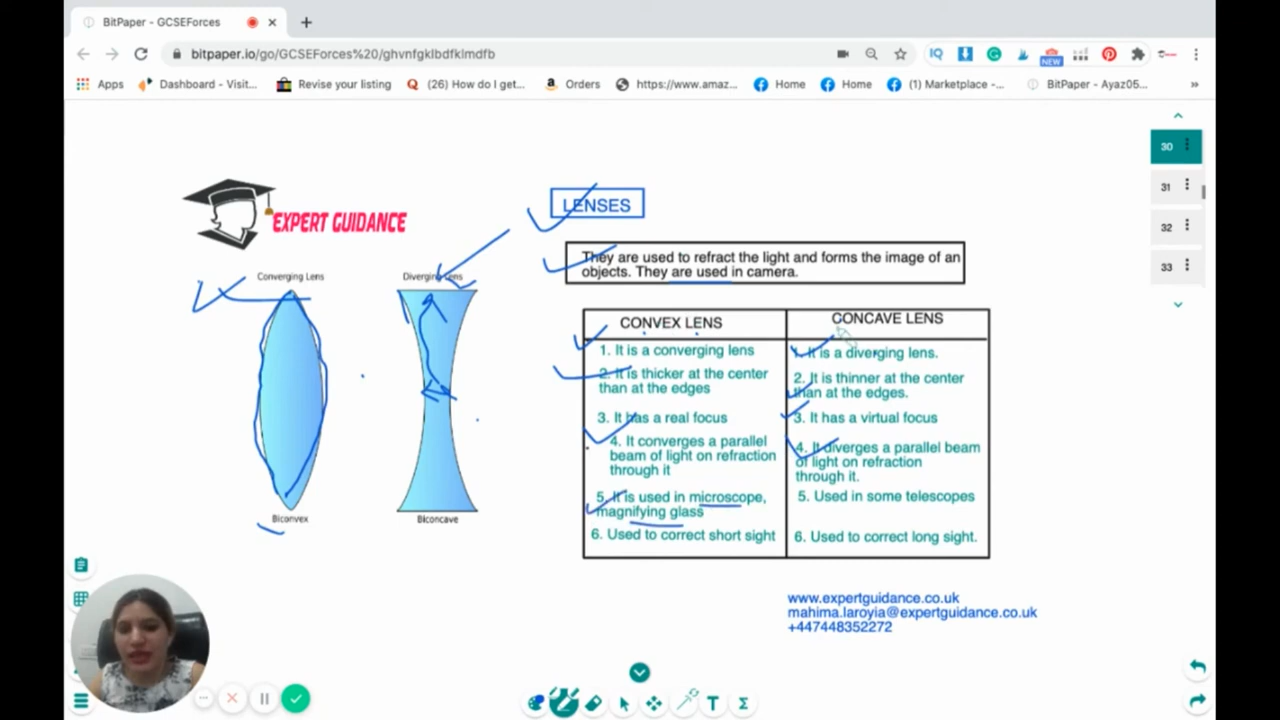 BitPaper - GCSEForces
bitpaper.io/go/GCSEForces%20/ghvnfgklbdfklmdfb
NEW
Apps
Dashboard - Visit...
Revise your listing
(26) How do I get...
Orders
https://www.amaz...
Home
Home
(1) Marketplace -...
BitPaper - Ayaz05...
»
30
31
32
33
EXPERT GUIDANCE
LENSES
They are used to refract the light and forms the image of an
objects. They are used in camera.
Converging Lens
Diverging Lens
Biconvex
Biconcave
CONVEX LENS
1. It is a converging lens
2. It is thicker at the center
than at the edges
3. It has a real focus
4. It converges a parallel
beam of light on refraction
through it
5. It is used in microscope,
magnifying glass
6. Used to correct short sight
CONCAVE LENS
1. It is a diverging lens.
2. It is thinner at the center
than at the edges.
3. It has a virtual focus
4. It diverges a parallel beam
of light on refraction
through it.
5. Used in some telescopes
6. Used to correct long sight.
www.expertguidance.co.uk
mahima.laroyia@expertguidance.co.uk
+447448352272
T
Σ